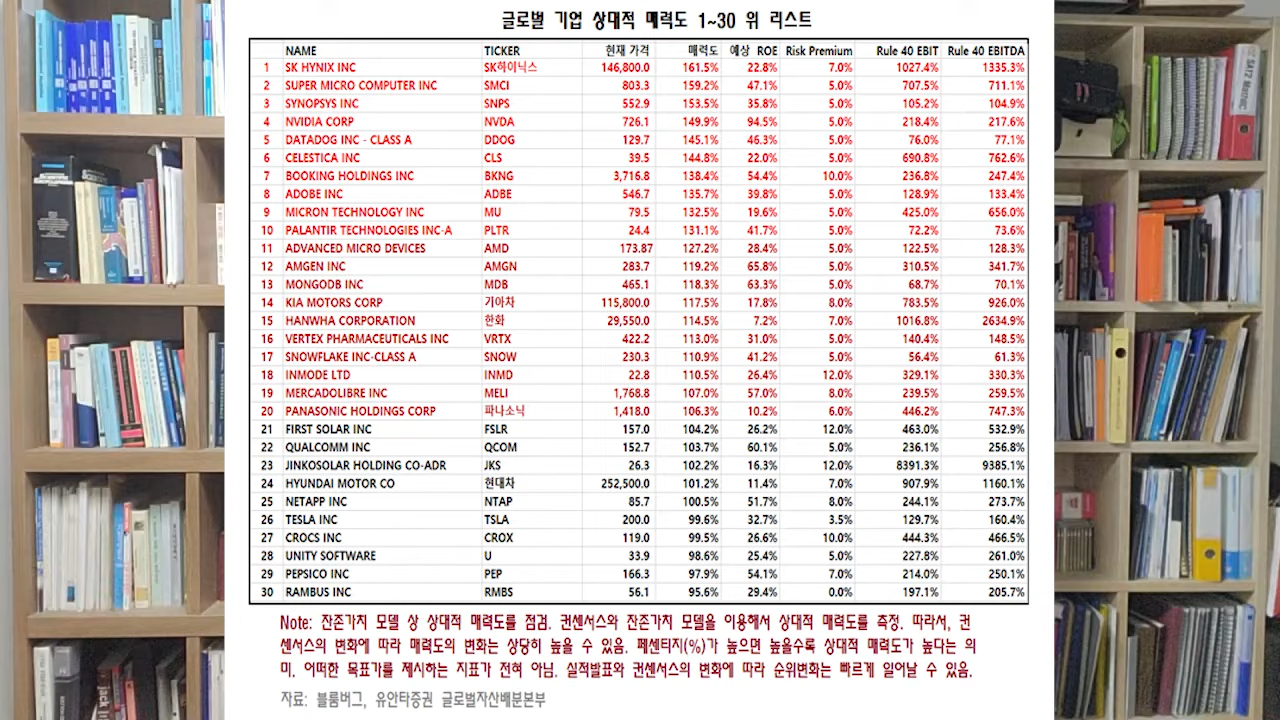 글로벌 기업 상대적 매력도 1~30 위 리스트
NAME TICKER 현재 가격 매력도 예상 ROE Risk Premium Rule 40 EBIT Rule 40 EBITDA
1 SK HYNIX INC SK하이닉스 146,800.0 161.5% 22.8% 7.0% 1027.4% 1335.3%
2 SUPER MICRO COMPUTER INC SMCI 803.3 159.2% 47.1% 5.0% 707.5% 711.1%
3 SYNOPSYS INC SNPS 552.9 153.5% 35.8% 5.0% 105.2% 104.9%
4 NVIDIA CORP NVDA 726.1 149.9% 94.5% 5.0% 218.4% 217.6%
5 DATADOG INC - CLASS A DDOG 129.7 145.1% 46.3% 5.0% 76.0% 77.1%
6 CELESTICA INC CLS 39.5 144.8% 22.0% 5.0% 690.8% 762.6%
7 BOOKING HOLDINGS INC BKNG 3,716.8 138.4% 54.4% 10.0% 236.8% 247.4%
8 ADOBE INC ADBE 546.7 135.7% 39.8% 5.0% 128.9% 133.4%
9 MICRON TECHNOLOGY INC MU 79.5 132.5% 19.6% 5.0% 425.0% 656.0%
10 PALANTIR TECHNOLOGIES INC-A PLTR 24.4 131.1% 41.7% 5.0% 72.2% 73.6%
11 ADVANCED MICRO DEVICES AMD 173.87 127.2% 28.4% 5.0% 122.5% 128.3%
12 AMGEN INC AMGN 283.7 119.2% 65.8% 5.0% 310.5% 341.7%
13 MONGODB INC MDB 465.1 118.3% 63.3% 5.0% 68.7% 70.1%
14 KIA MOTORS CORP 기아차 115,800.0 117.5% 17.8% 8.0% 783.5% 926.0%
15 HANWHA CORPORATION 한화 29,550.0 114.5% 7.2% 7.0% 1016.8% 2634.9%
16 VERTEX PHARMACEUTICALS INC VRTX 422.2 113.0% 31.0% 5.0% 140.4% 148.5%
17 SNOWFLAKE INC-CLASS A SNOW 230.3 110.9% 41.2% 5.0% 56.4% 61.3%
18 INMODE LTD INMD 22.8 110.5% 26.4% 12.0% 329.1% 330.3%
19 MERCADOLIBRE INC MELI 1,768.8 107.0% 57.0% 8.0% 239.5% 259.5%
20 PANASONIC HOLDINGS CORP 파나소닉 1,418.0 106.3% 10.2% 6.0% 446.2% 747.3%
21 FIRST SOLAR INC FSLR 157.0 104.2% 26.2% 12.0% 463.0% 532.9%
22 QUALCOMM INC QCOM 152.7 103.7% 60.1% 5.0% 236.1% 256.8%
23 JINKOSOLAR HOLDING CO-ADR JKS 26.3 102.2% 16.3% 12.0% 8391.3% 9385.1%
24 HYUNDAI MOTOR CO 현대차 252,500.0 101.2% 11.4% 7.0% 907.9% 1160.1%
25 NETAPP INC NTAP 85.7 100.5% 51.7% 8.0% 244.1% 273.7%
26 TESLA INC TSLA 200.0 99.6% 32.7% 3.5% 129.7% 160.4%
27 CROCS INC CROX 119.0 99.5% 26.6% 10.0% 444.3% 466.5%
28 UNITY SOFTWARE U 33.9 98.6% 25.4% 5.0% 227.8% 261.0%
29 PEPSICO INC PEP 166.3 97.9% 54.1% 7.0% 214.0% 250.1%
30 RAMBUS INC RMBS 56.1 95.6% 29.4% 0.0% 197.1% 205.7%
Note: 잔존가치 모델 상 상대적 매력도를 점검. 컨센서스와 잔존가치 모델을 이용해서 상대적 매력도를 측정. 따라서, 컨
센서스의 변화에 따라 매력도의 변화는 상당히 높을 수 있음. 페센티지(%)가 높으면 높을수록 상대적 매력도가 높다는 의
미. 어떠한 목표가를 제시하는 지표가 전혀 아님. 실적발표와 컨센서스의 변화에 따라 순위변화는 빠르게 일어날 수 있음.
자료: 블룸버그, 유안타증권 글로벌자산배분본부